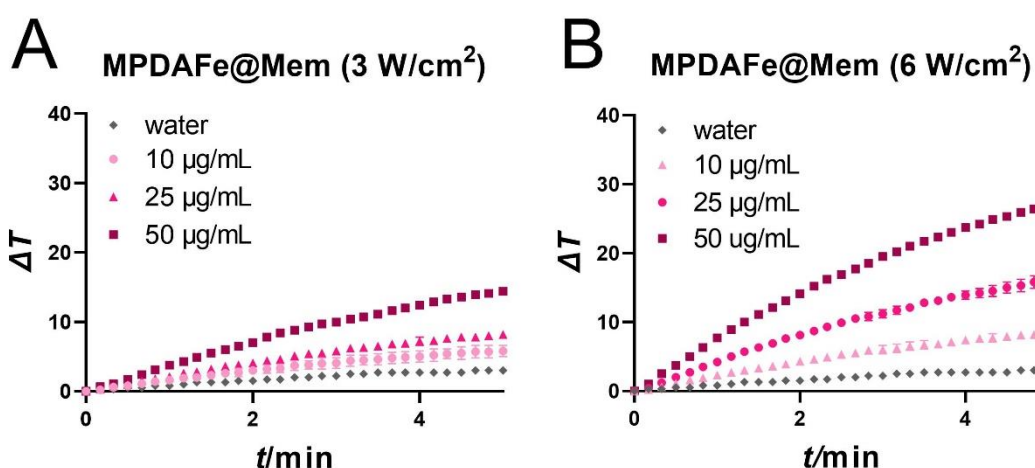 A
MPDAFe@Mem (3 W/cm²)
40
30
20
10
0
ΔT
water
10 µg/mL
25 µg/mL
50 µg/mL
0
2
4
t/min
B
MPDAFe@Mem (6 W/cm²)
40
30
20
10
0
ΔT
water
10 µg/mL
25 µg/mL
50 ug/mL
0
2
4
t/min